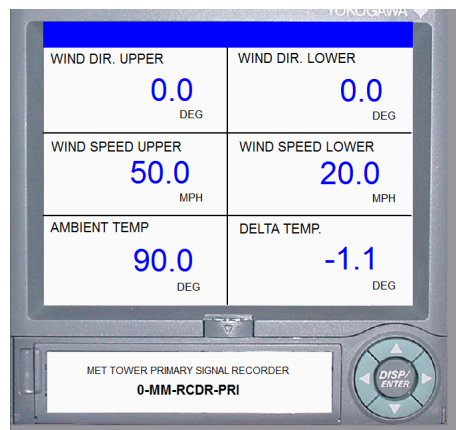 YOKOGAWA
WIND DIR. UPPER
0.0
DEG
WIND DIR. LOWER
0.0
DEG
WIND SPEED UPPER
50.0
MPH
WIND SPEED LOWER
20.0
MPH
AMBIENT TEMP
90.0
DEG
DELTA TEMP.
-1.1
DEG
MET TOWER PRIMARY SIGNAL RECORDER
0-MM-RCDR-PRI
DISP/
ENTER